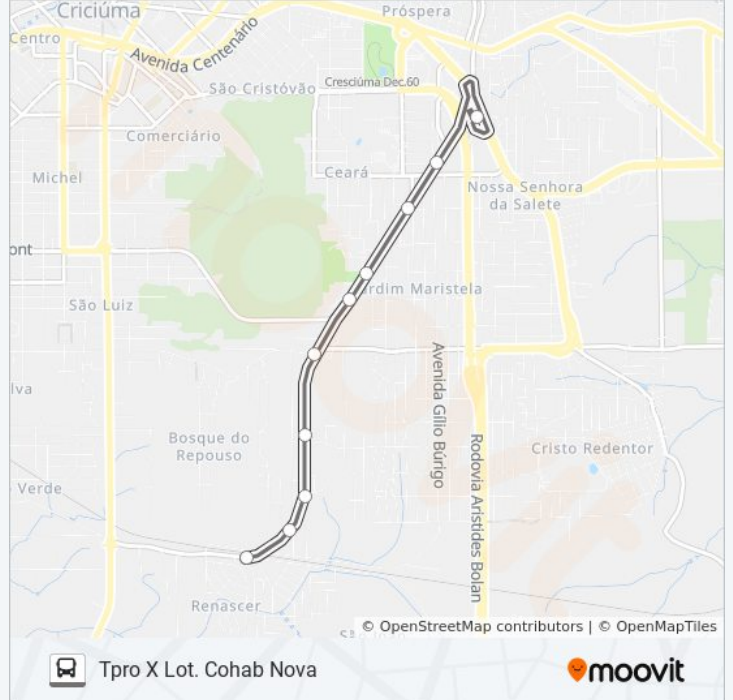 Próspera
Criciúma
Centro
Avenida Centenário
São Cristóvão
Cresciúma Dec.60
Comerciário
Ceará
Michel
Nossa Senhora
da Salete
ont
ardim Maristela
São Luiz
Avenida Gílio Búrigo
lva
Bosque do
Repouso
Rodovia Aristides Bolan
Cristo Redentor
Verde
Renascer
© OpenStreetMap contributors | © OpenMapTiles
Tpro X Lot. Cohab Nova
moovit